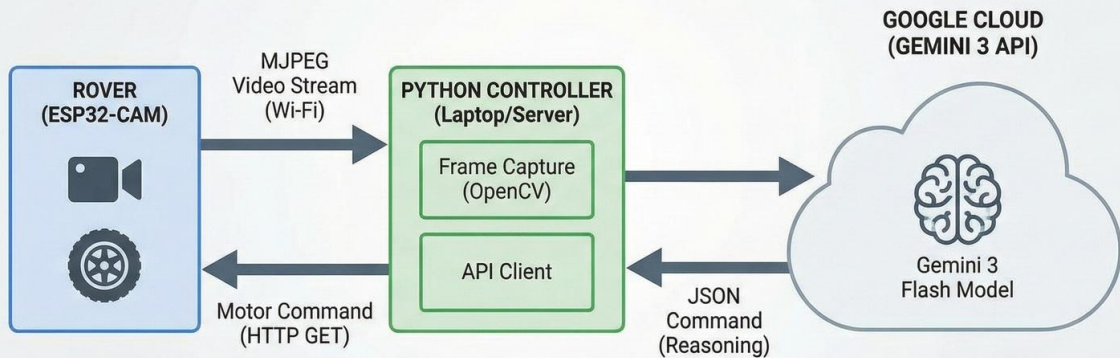 ROVER
(ESP32-CAM)
MJPEG
Video Stream
(Wi-Fi)
Motor Command
(HTTP GET)
PYTHON CONTROLLER
(Laptop/Server)
Frame Capture
(OpenCV)
API Client
JSON
Command
(Reasoning)
GOOGLE CLOUD
(GEMINI 3 API)
Gemini 3
Flash Model